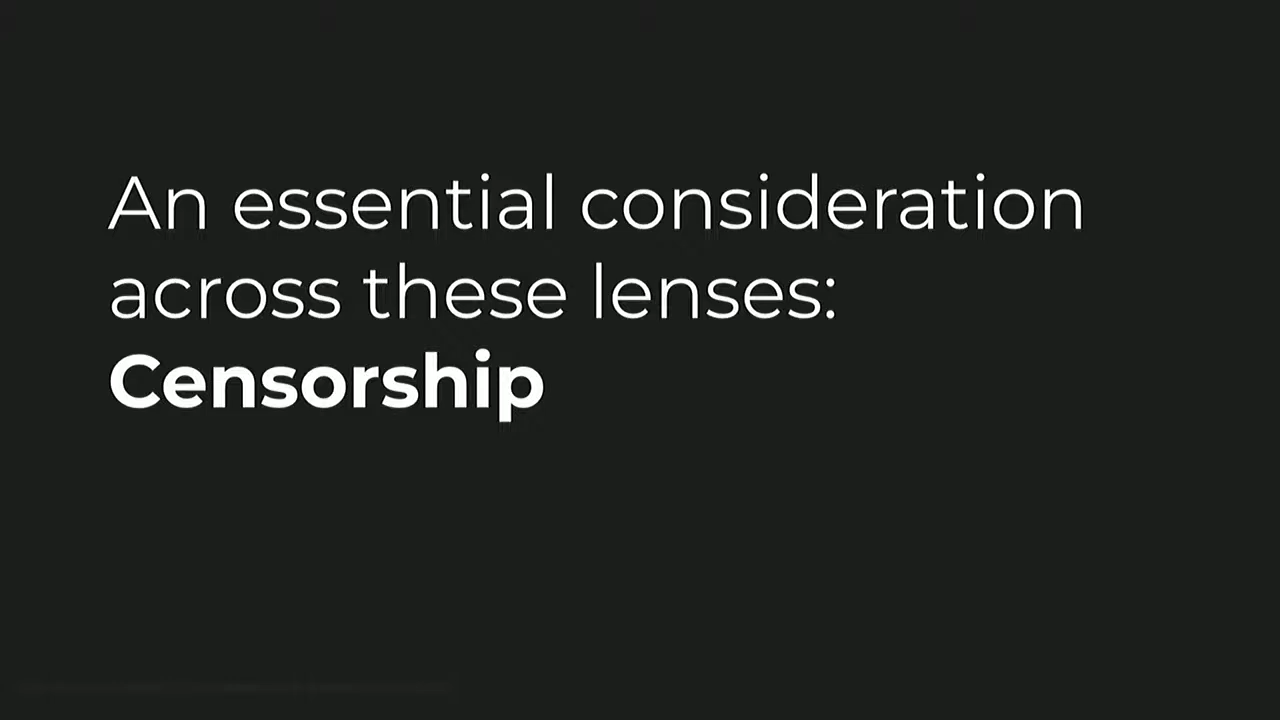 An essential consideration
across these lenses:
Censorship